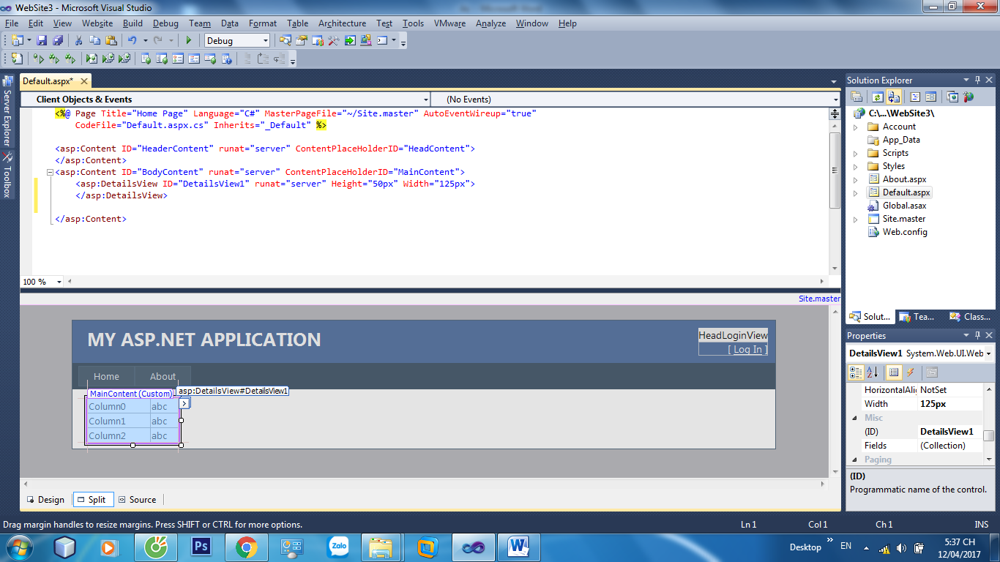 WebSite3 - Microsoft Visual Studio
File Edit View Website Build Debug Team Data Format Table Architecture Test Tools VMware Analyze Window Help
Debug
Default.aspx*
Client Objects & Events (No Events)
<%@ Page Title="Home Page" Language="C#" MasterPageFile="~/Site.master" AutoEventWireup="true"
CodeFile="Default.aspx.cs" Inherits="_Default" %>
<asp:Content ID="HeaderContent" runat="server" ContentPlaceHolderID="HeadContent">
</asp:Content>
<asp:Content ID="BodyContent" runat="server" ContentPlaceHolderID="MainContent">
<asp:DetailsView ID="DetailsView1" runat="server" Height="50px" Width="125px">
</asp:DetailsView>
</asp:Content>
100 %
Server Explorer
Toolbox
Site.master
MY ASP.NET APPLICATION
HeadLoginView
[ Log In ]
Home About
MainContent (Custom)
asp:DetailsView#DetailsView1
Column0 abc
Column1 abc
Column2 abc
Design Split Source
Solution Explorer
C:\...\WebSite3\
Account
App_Data
Scripts
Styles
About.aspx
Default.aspx
Global.asax
Site.master
Web.config
Solut... Tea... Class...
Properties
DetailsView1 System.Web.UI.Web
HorizontalAlig NotSet
Width 125px
Misc
(ID) DetailsView1
Fields (Collection)
Paging
(ID)
Programmatic name of the control.
Drag margin handles to resize margins. Press SHIFT or CTRL for more options.
Ln 1 Col 1 Ch 1 INS
Ps
Zalo
W
Desktop
EN
5:37 CH
12/04/2017